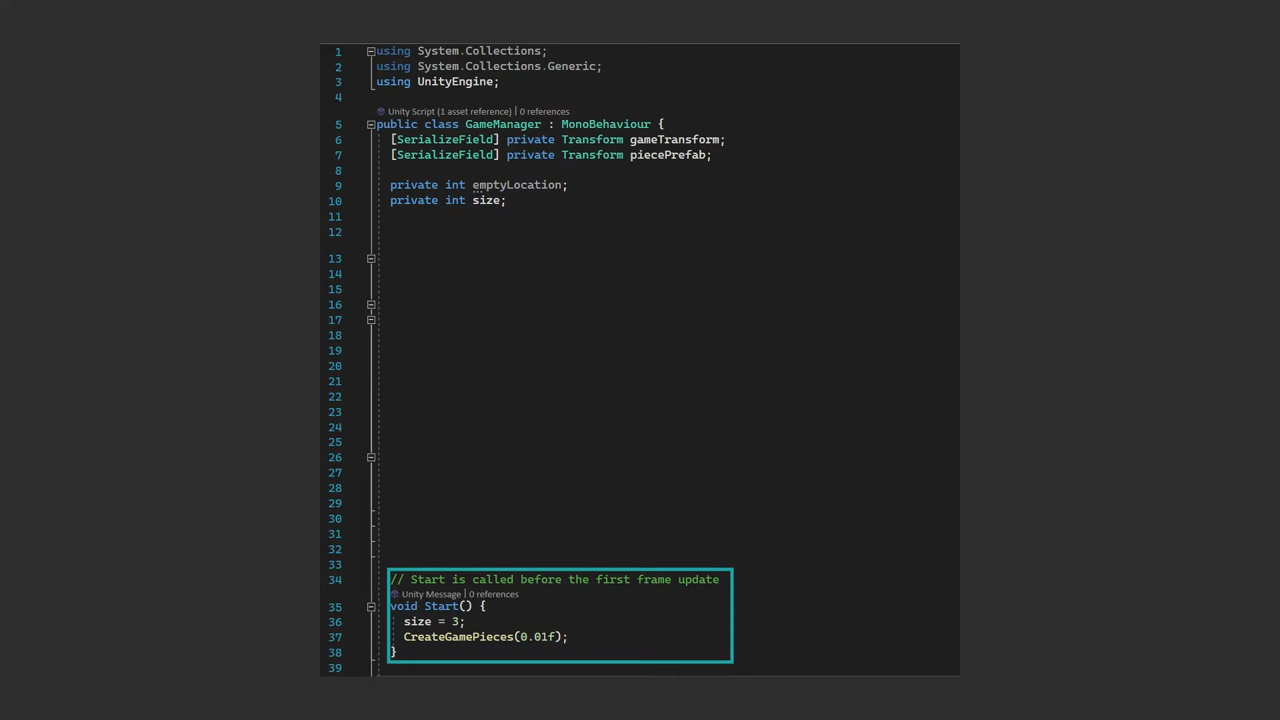 1 using System.Collections;
2 using System.Collections.Generic;
3 using UnityEngine;
4
Unity Script (1 asset reference) | 0 references
5 public class GameManager : MonoBehaviour {
6 [SerializeField] private Transform gameTransform;
7 [SerializeField] private Transform piecePrefab;
8
9 private int emptyLocation;
10 private int size;
11
12
13
14
15
16
17
18
19
20
21
22
23
24
25
26
27
28
29
30
31
32
33
34 // Start is called before the first frame update
Unity Message | 0 references
35 void Start() {
36 size = 3;
37 CreateGamePieces(0.01f);
38 }
39